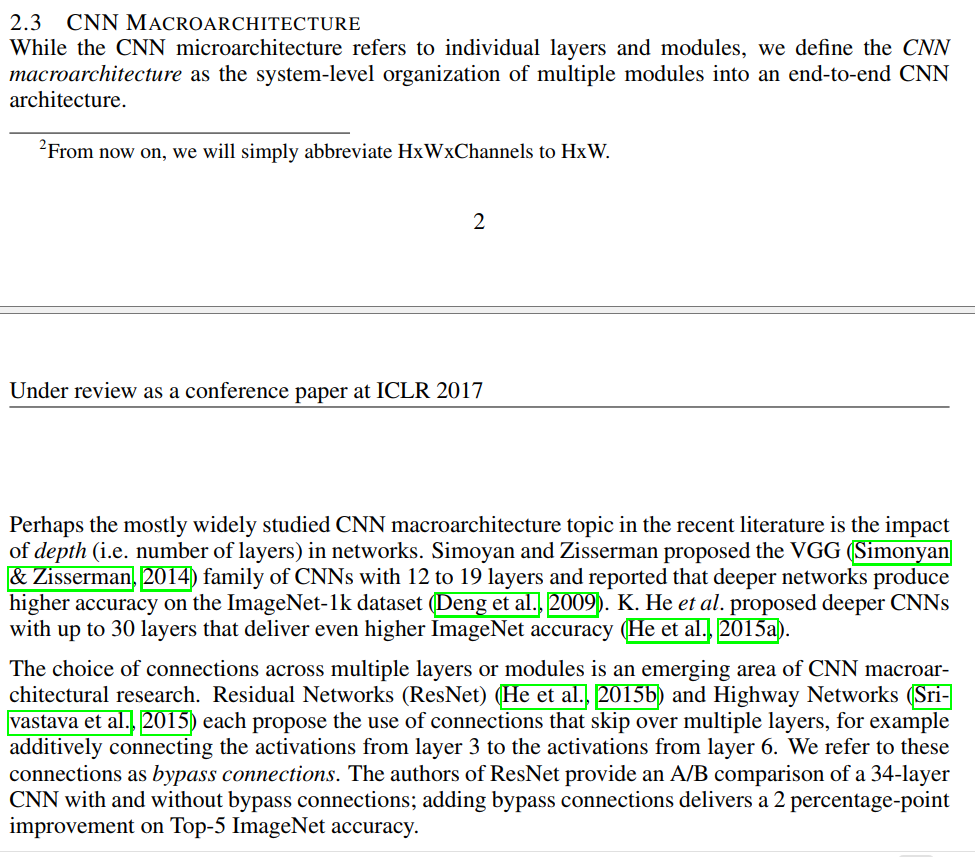 2.3 CNN MACROARCHITECTURE
While the CNN microarchitecture refers to individual layers and modules, we define the CNN
macroarchitecture as the system-level organization of multiple modules into an end-to-end CNN
architecture.
2From now on, we will simply abbreviate HxWxChannels to HxW.
2
Under review as a conference paper at ICLR 2017
Perhaps the mostly widely studied CNN macroarchitecture topic in the recent literature is the impact
of depth (i.e. number of layers) in networks. Simoyan and Zisserman proposed the VGG (Simonyan
& Zisserman, 2014) family of CNNs with 12 to 19 layers and reported that deeper networks produce
higher accuracy on the ImageNet-1k dataset (Deng et al., 2009). K. He et al. proposed deeper CNNs
with up to 30 layers that deliver even higher ImageNet accuracy (He et al., 2015a).
The choice of connections across multiple layers or modules is an emerging area of CNN macroar-
chitectural research. Residual Networks (ResNet) (He et al., 2015b) and Highway Networks (Sri-
vastava et al., 2015) each propose the use of connections that skip over multiple layers, for example
additively connecting the activations from layer 3 to the activations from layer 6. We refer to these
connections as bypass connections. The authors of ResNet provide an A/B comparison of a 34-layer
CNN with and without bypass connections; adding bypass connections delivers a 2 percentage-point
improvement on Top-5 ImageNet accuracy.